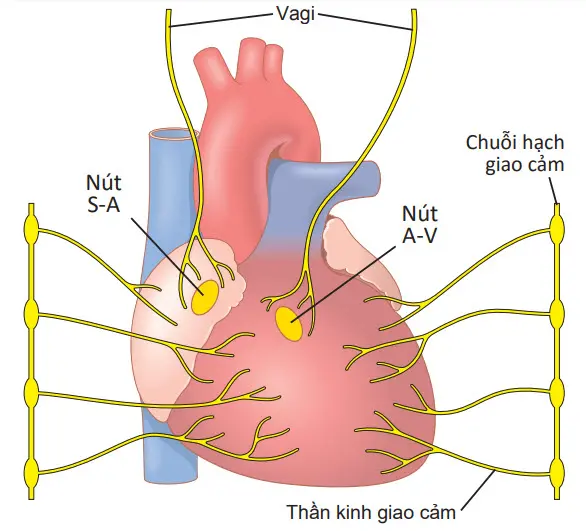 Vagi
Chuỗi hạch
giao cảm
Nút
S-A
Nút
A-V
Thần kinh giao cảm